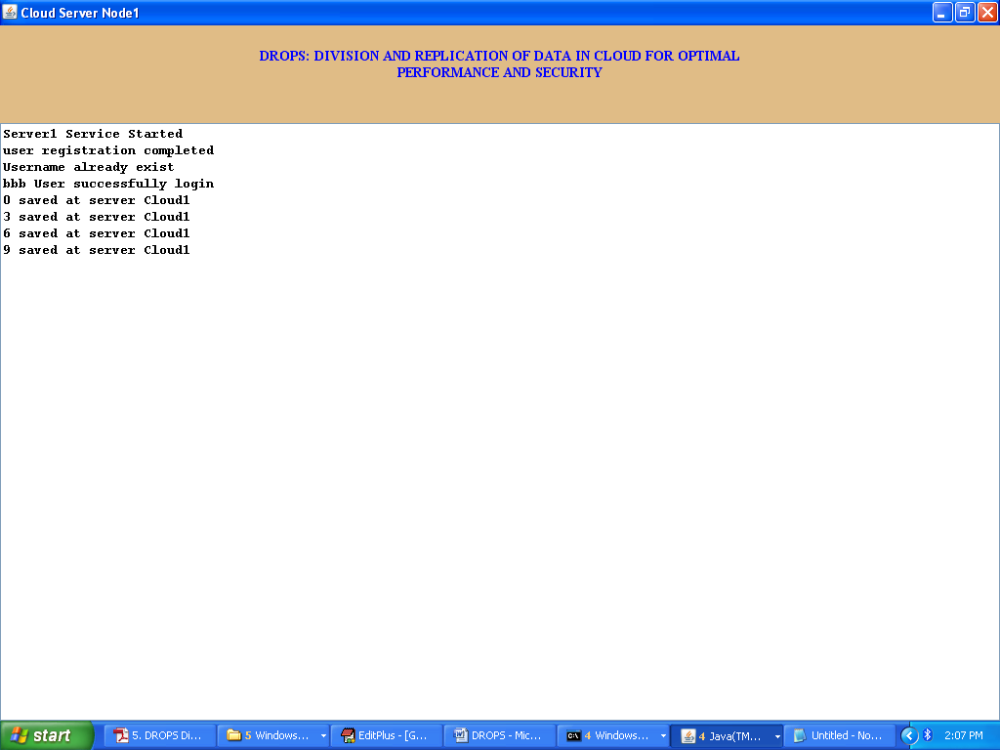 Cloud Server Node1
DROPS: DIVISION AND REPLICATION OF DATA IN CLOUD FOR OPTIMAL
PERFORMANCE AND SECURITY
Server1 Service Started
user registration completed
Username already exist
bbb User successfully login
0 saved at server Cloud1
3 saved at server Cloud1
6 saved at server Cloud1
9 saved at server Cloud1
start
5. DROPS Di...
5 Windows...
EditPlus - [G...
DROPS - Mic...
4 Windows...
4 Java(TM...
Untitled - No...
2:07 PM